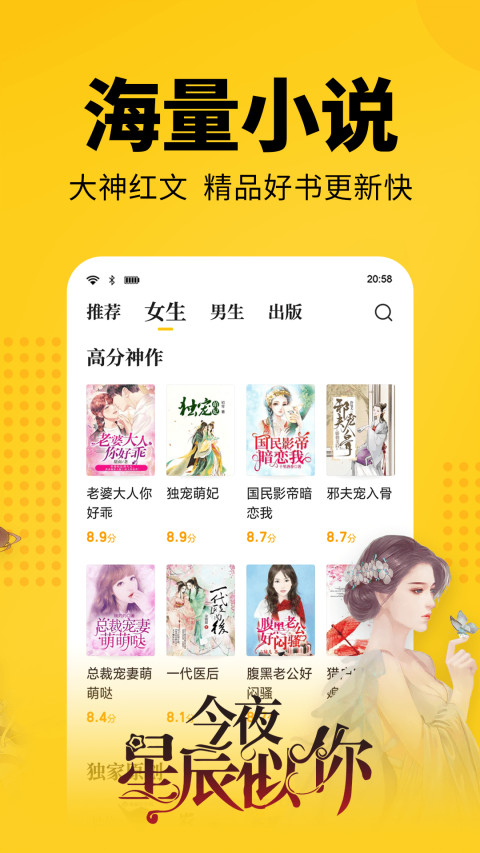 海量小说
大神红文 精品好书更新快
20:58
推荐 女生 男生 出版
高分神作
老婆大人
你好乖
独宠
萌妃
国民影帝
暗恋我
邪夫宠入骨
老婆大人你
好乖
独宠萌妃
国民影帝暗
恋我
邪夫宠入骨
8.9分
8.9分
8.7分
8.7分
总裁宠妻
萌萌哒
一代医后
腹黑老公
好闷骚
总裁宠妻萌
萌哒
一代医后
腹黑老公好
闷骚
8.4分
8.1分
今夜
星辰似你
独家原创